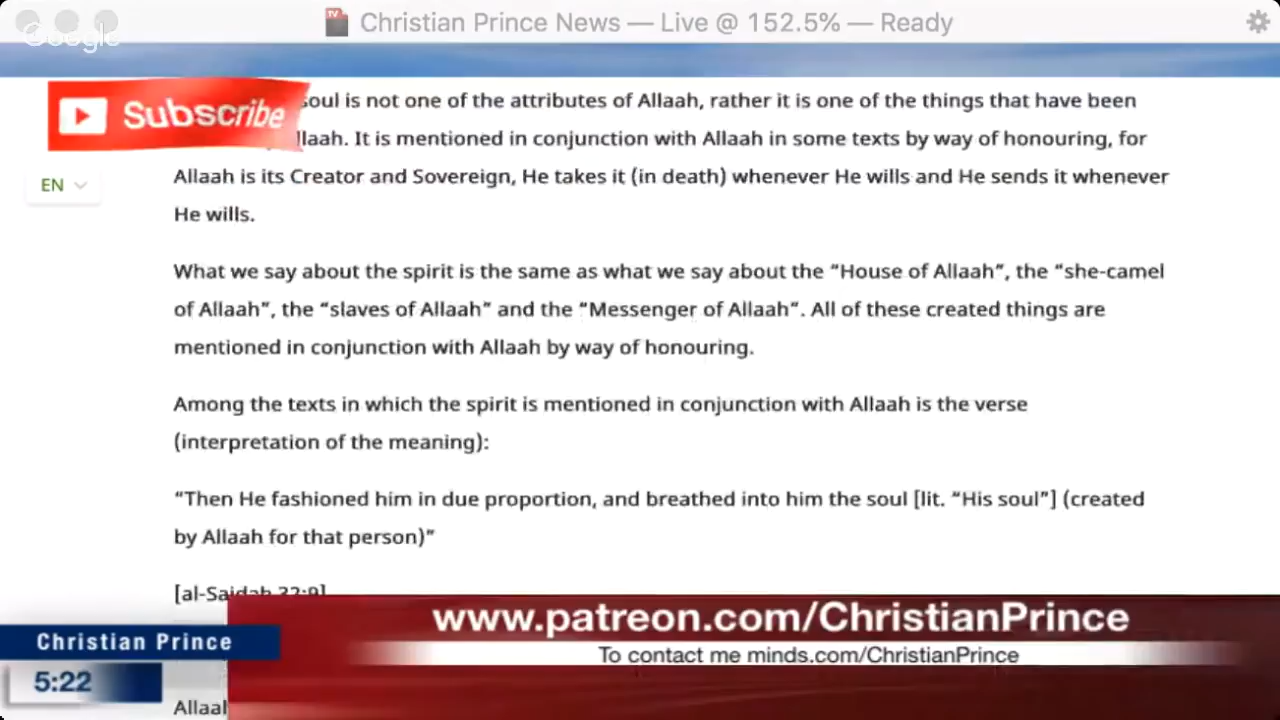 Christian Prince News — Live @ 152.5% — Ready
Google
TV
Subscribe
soul is not one of the attributes of Allaah, rather it is one of the things that have been
llaah. It is mentioned in conjunction with Allaah in some texts by way of honouring, for
EN
Allaah is its Creator and Sovereign, He takes it (in death) whenever He wills and He sends it whenever
He wills.
What we say about the spirit is the same as what we say about the “House of Allaah”, the “she-camel
of Allaah”, the “slaves of Allaah” and the “Messenger of Allaah”. All of these created things are
mentioned in conjunction with Allaah by way of honouring.
Among the texts in which the spirit is mentioned in conjunction with Allaah is the verse
(interpretation of the meaning):
“Then He fashioned him in due proportion, and breathed into him the soul [lit. “His soul”] (created
by Allaah for that person)”
[al-Sajdah 32:9]
www.patreon.com/ChristianPrince
Christian Prince
To contact me minds.com/ChristianPrince
5:22
Allaa